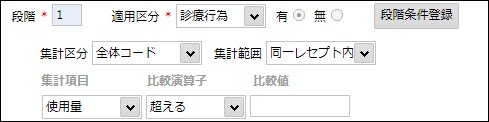 段階 * 1 適用区分 * 診療行為 有 無 段階条件登録
集計区分 全体コード 集計範囲 同一レセプト内
集計項目 比較演算子 比較値
使用量 超える